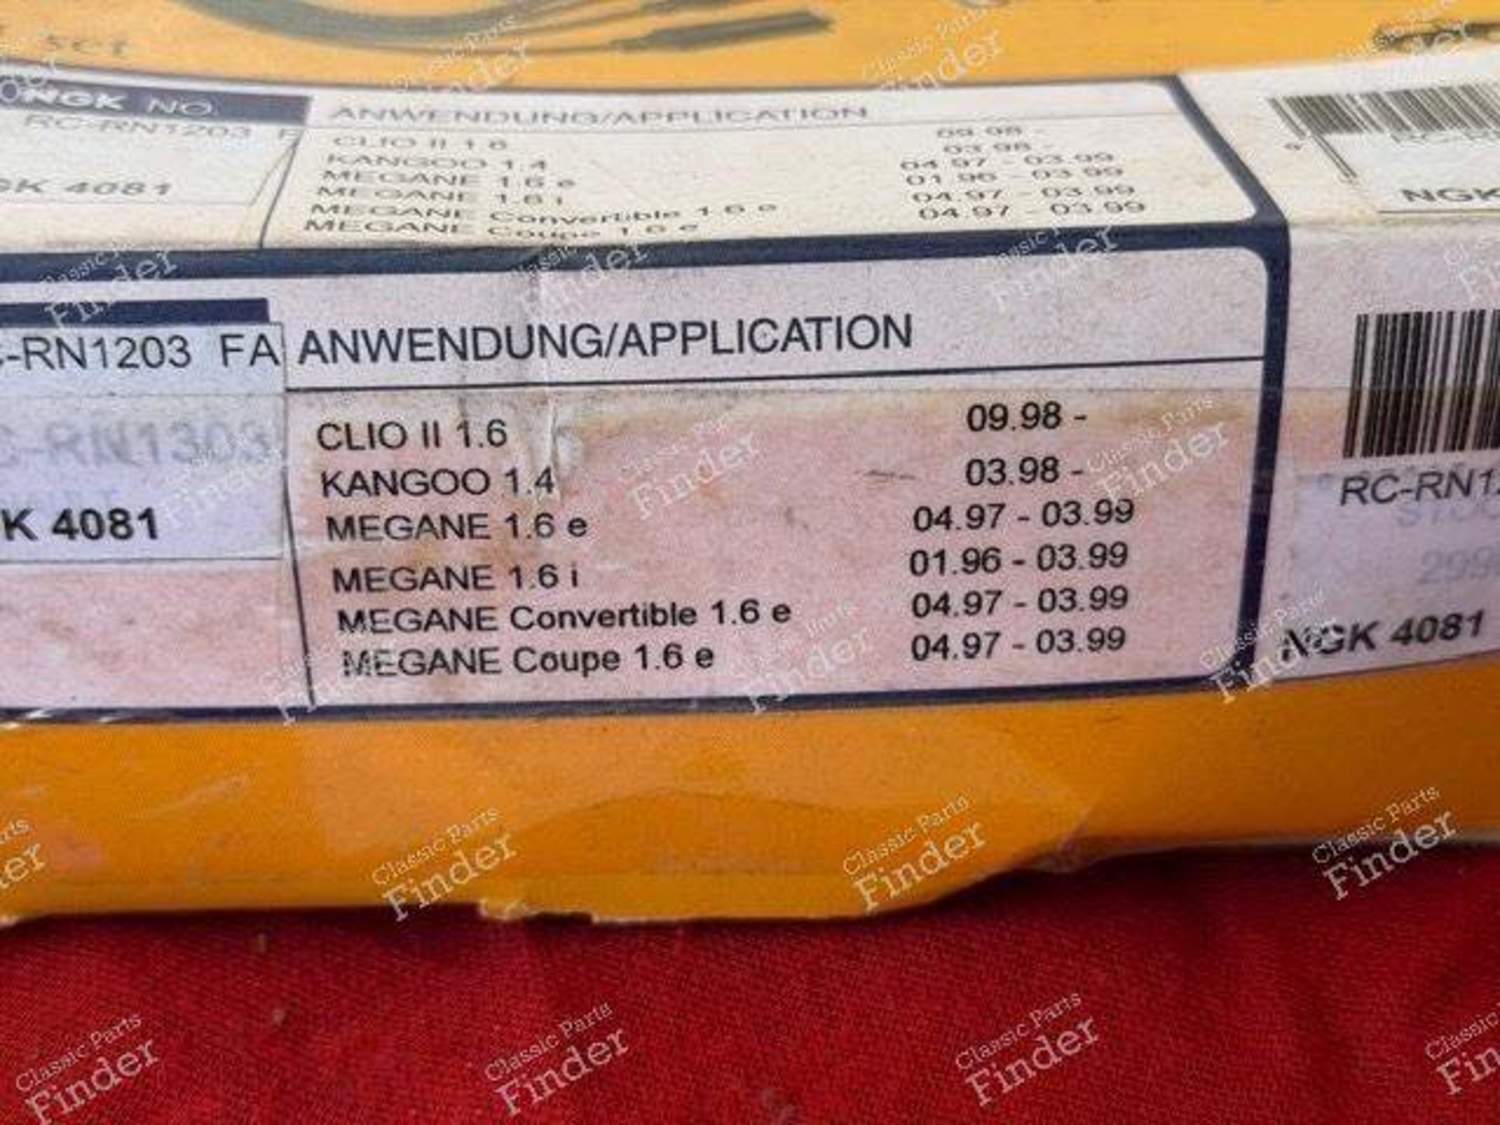 set
NGK NO.
RC-RN1203
GK 4081
ANWENDUNG/APPLICATION
CLIO II 1.6 09.98 -
KANGOO 1.4 03.98 -
MEGANE 1.6 e 04.97 - 03.99
MEGANE 1.6 i 01.96 - 03.99
MEGANE Convertible 1.6 e 04.97 - 03.99
MEGANE Coupe 1.6 e 04.97 - 03.99
NGK
C-RN1203 FA
C-RN1303
K 4081
ANWENDUNG/APPLICATION
CLIO II 1.6 09.98 -
KANGOO 1.4 03.98 -
MEGANE 1.6 e 04.97 - 03.99
MEGANE 1.6 i 01.96 - 03.99
MEGANE Convertible 1.6 e 04.97 - 03.99
MEGANE Coupe 1.6 e 04.97 - 03.99
RC-RN12
NGK 4081
Classic Parts
Finder